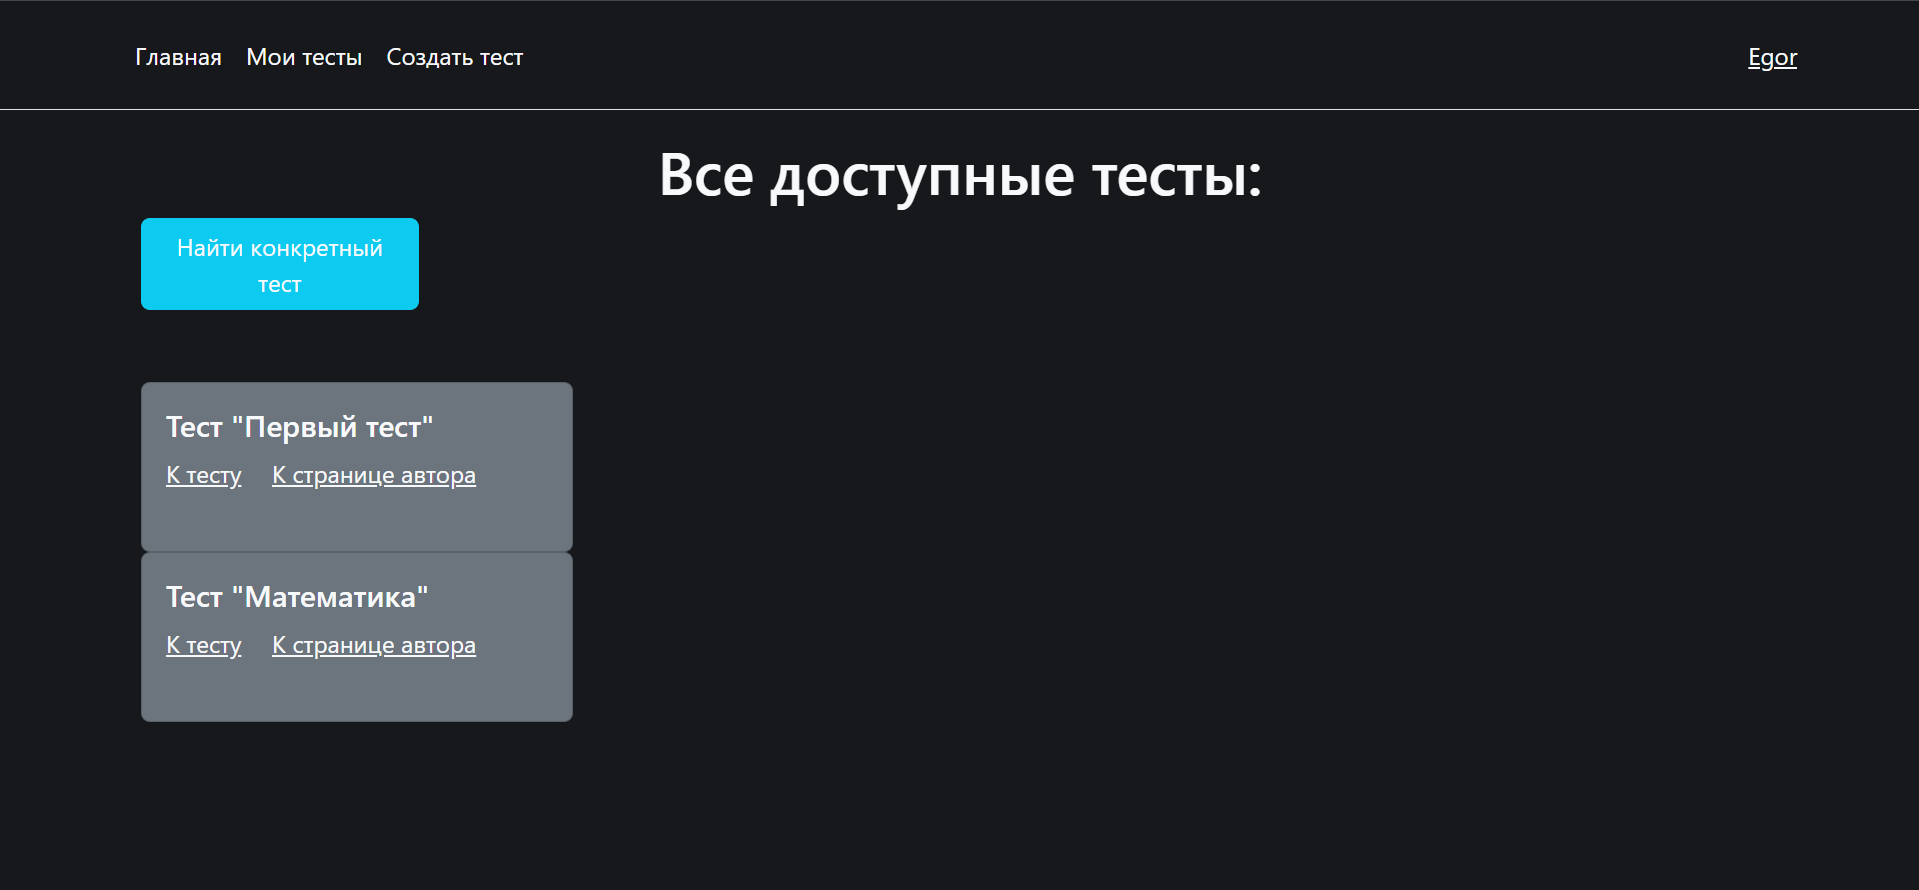 Главная Мои тесты Создать тест Egor
Все доступные тесты:
Найти конкретный
тест
Тест "Первый тест"
К тесту К странице автора
Тест "Математика"
К тесту К странице автора